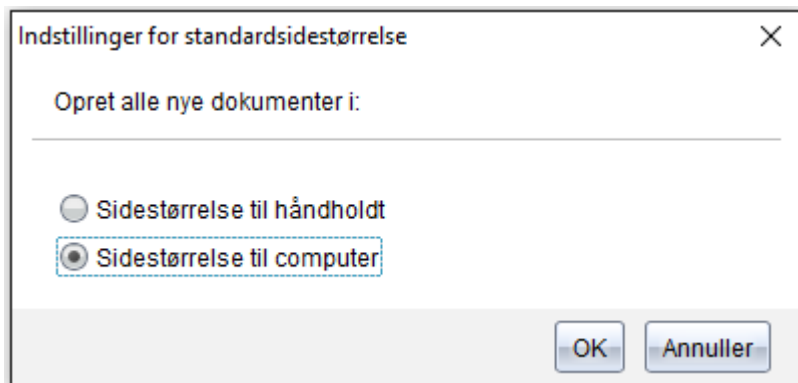 Indstillinger for standardsidestørrelse
Opret alle nye dokumenter i:
Sidestørrelse til håndholdt
Sidestørrelse til computer
OK Annuller